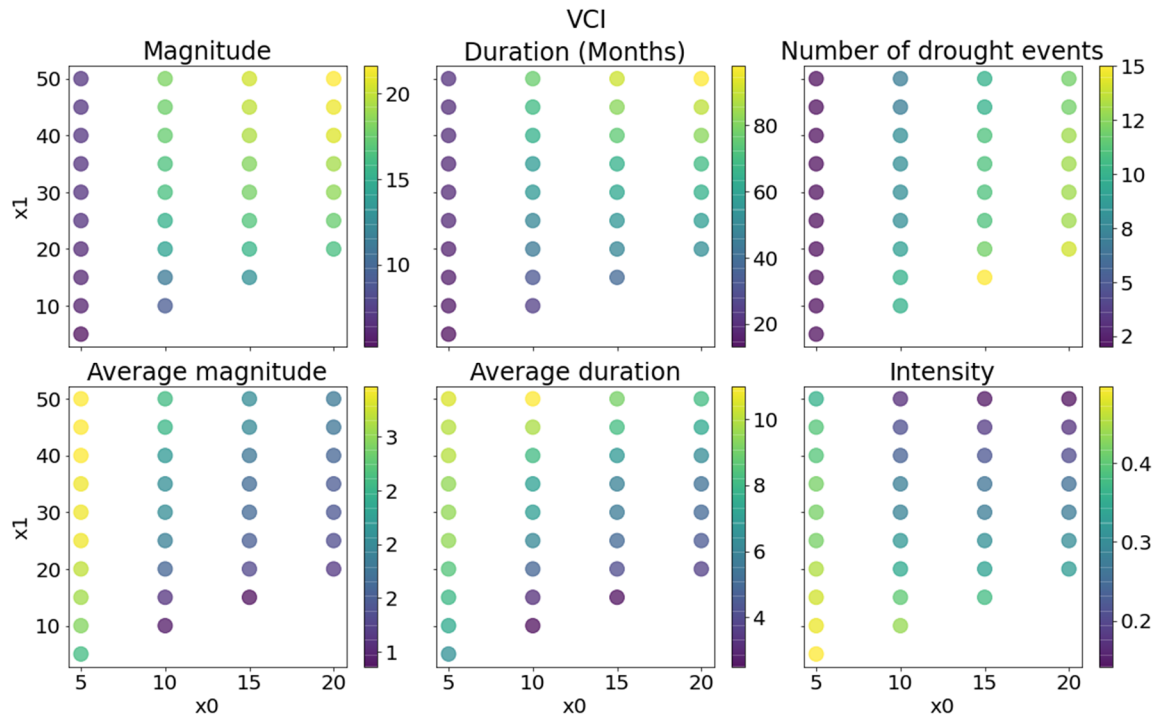 VCI
Magnitude
Duration (Months)
Number of drought events
50
40
30
20
10
x1
20
15
10
80
60
40
20
15
12
10
8
5
2
Average magnitude
Average duration
Intensity
50
40
30
20
10
x1
3
2
2
2
1
10
8
6
4
0.4
0.3
0.2
5 10 15 20
x0
5 10 15 20
x0
5 10 15 20
x0